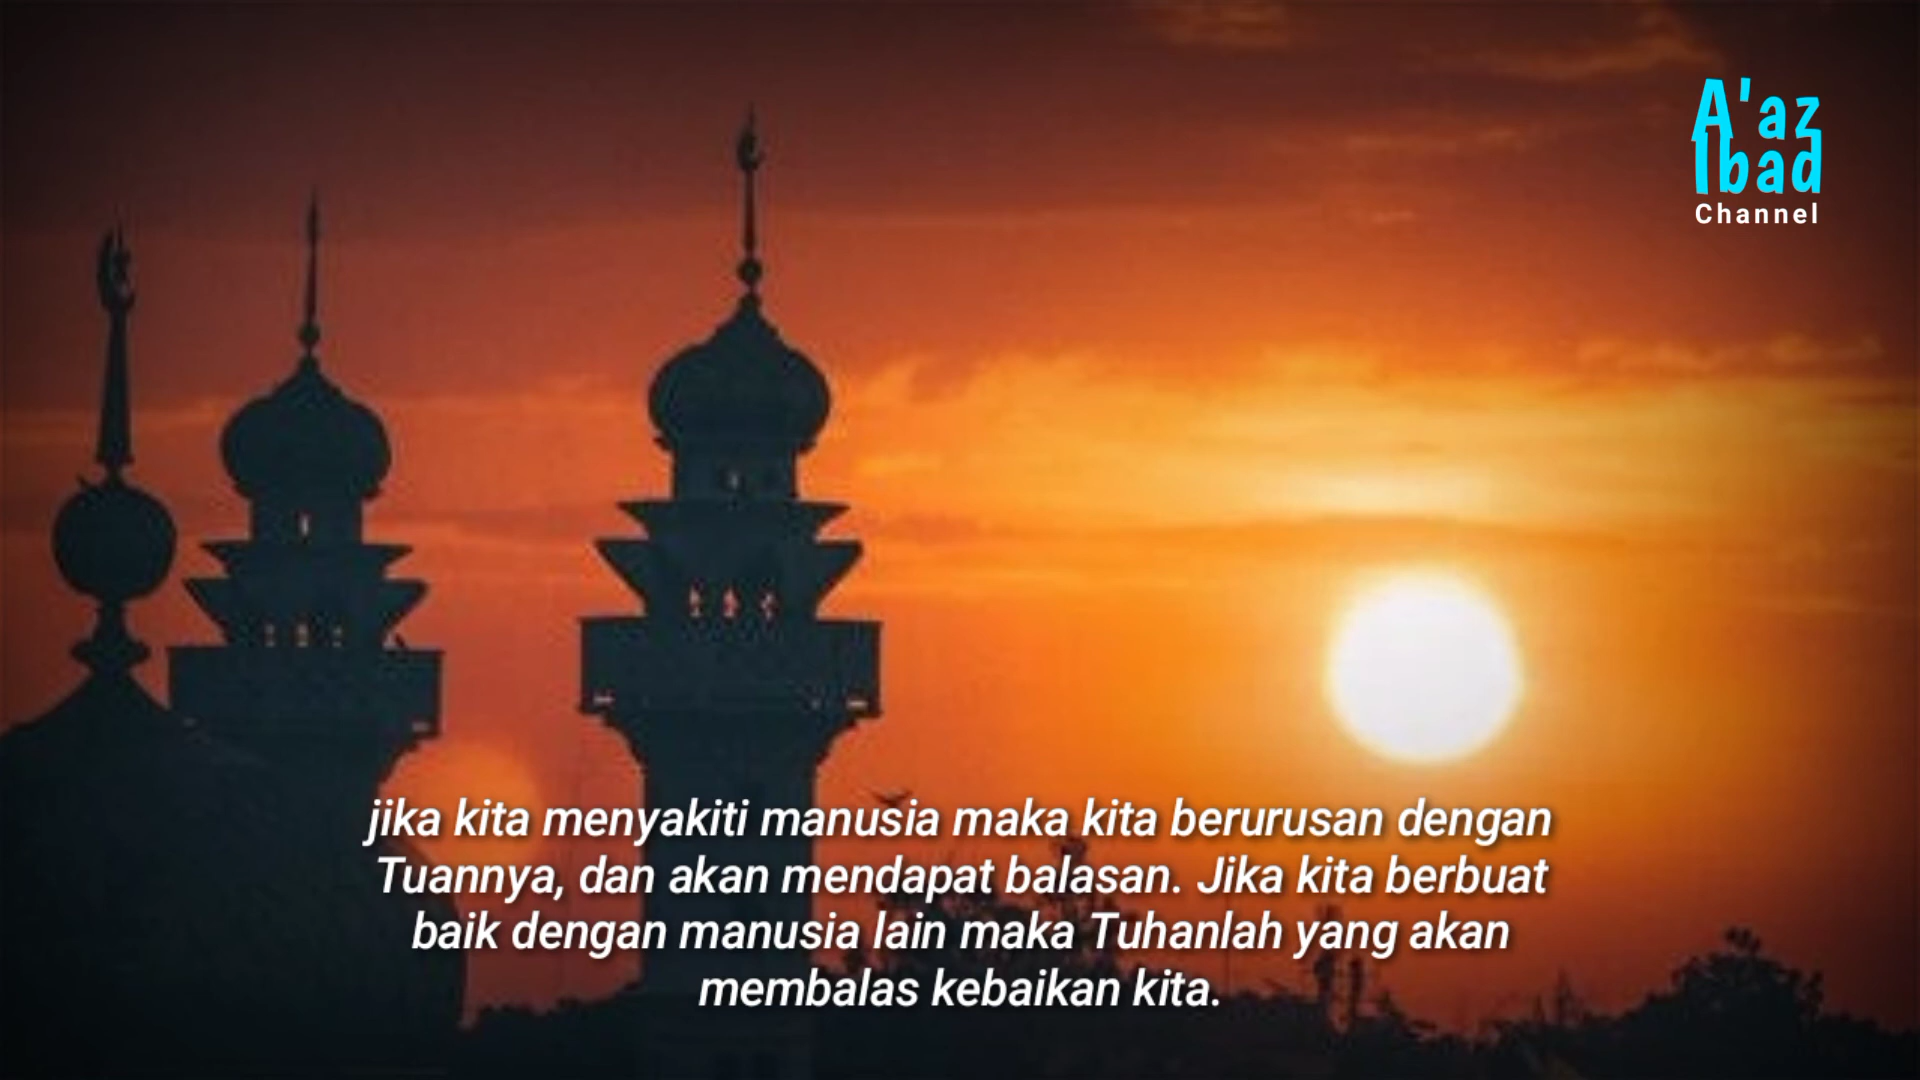 A'az
Ibad
Channel
jika kita menyakiti manusia maka kita berurusan dengan
Tuannya, dan akan mendapat balasan. Jika kita berbuat
baik dengan manusia lain maka Tuhanlah yang akan
membalas kebaikan kita.